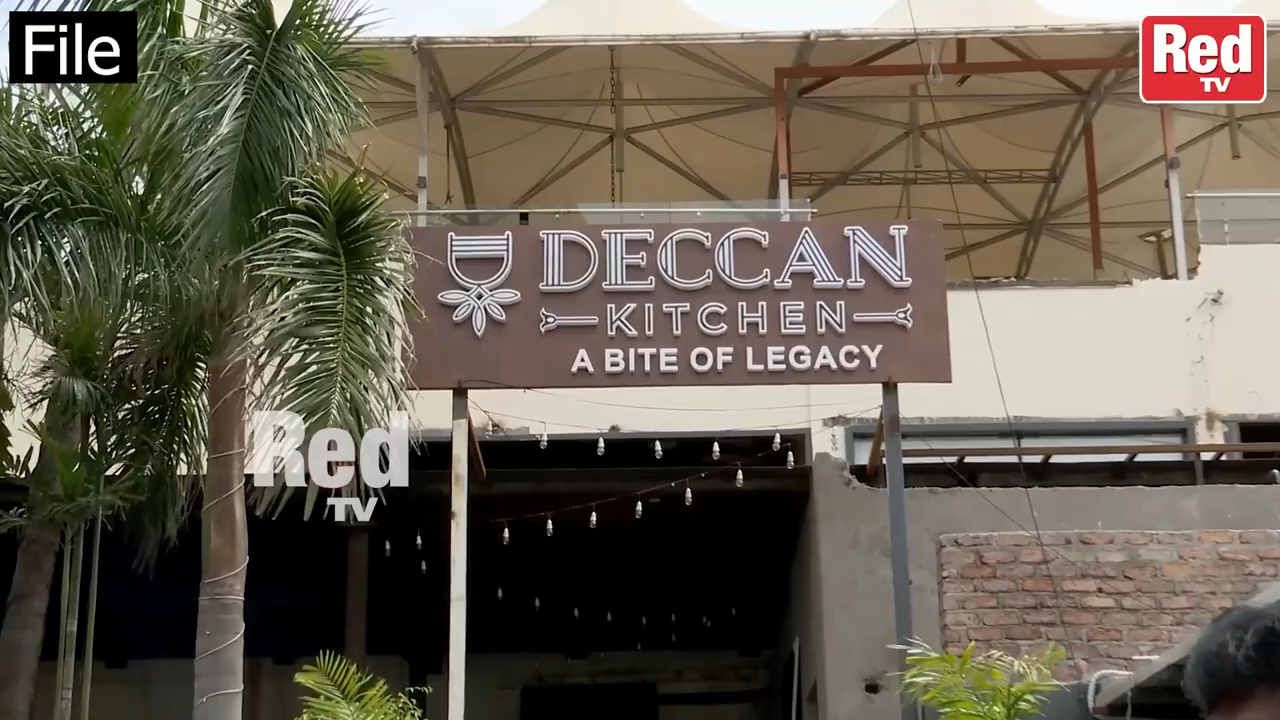 File
Red
TV
DECCAN
KITCHEN
A BITE OF LEGACY
Red
TV